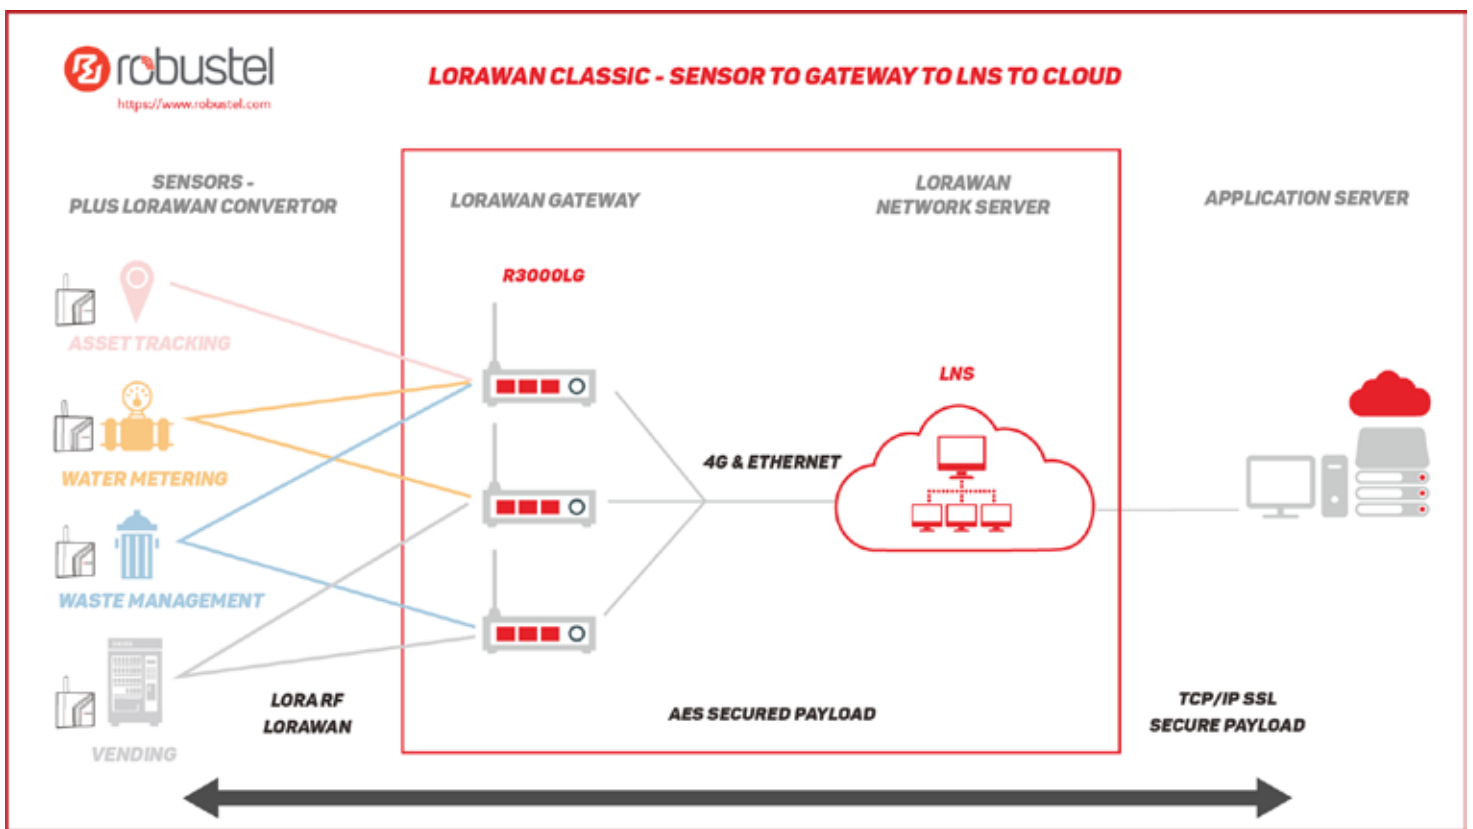 robustel
https://www.robustel.com
LORAWAN CLASSIC - SENSOR TO GATEWAY TO LNS TO CLOUD
SENSORS -
PLUS LORAWAN CONVERTOR
LORAWAN GATEWAY
LORAWAN
NETWORK SERVER
APPLICATION SERVER
R3000LG
ASSET TRACKING
LNS
4G & ETHERNET
WATER METERING
WASTE MANAGEMENT
LORA RF
LORAWAN
AES SECURED PAYLOAD
TCP/IP SSL
SECURE PAYLOAD
VENDING